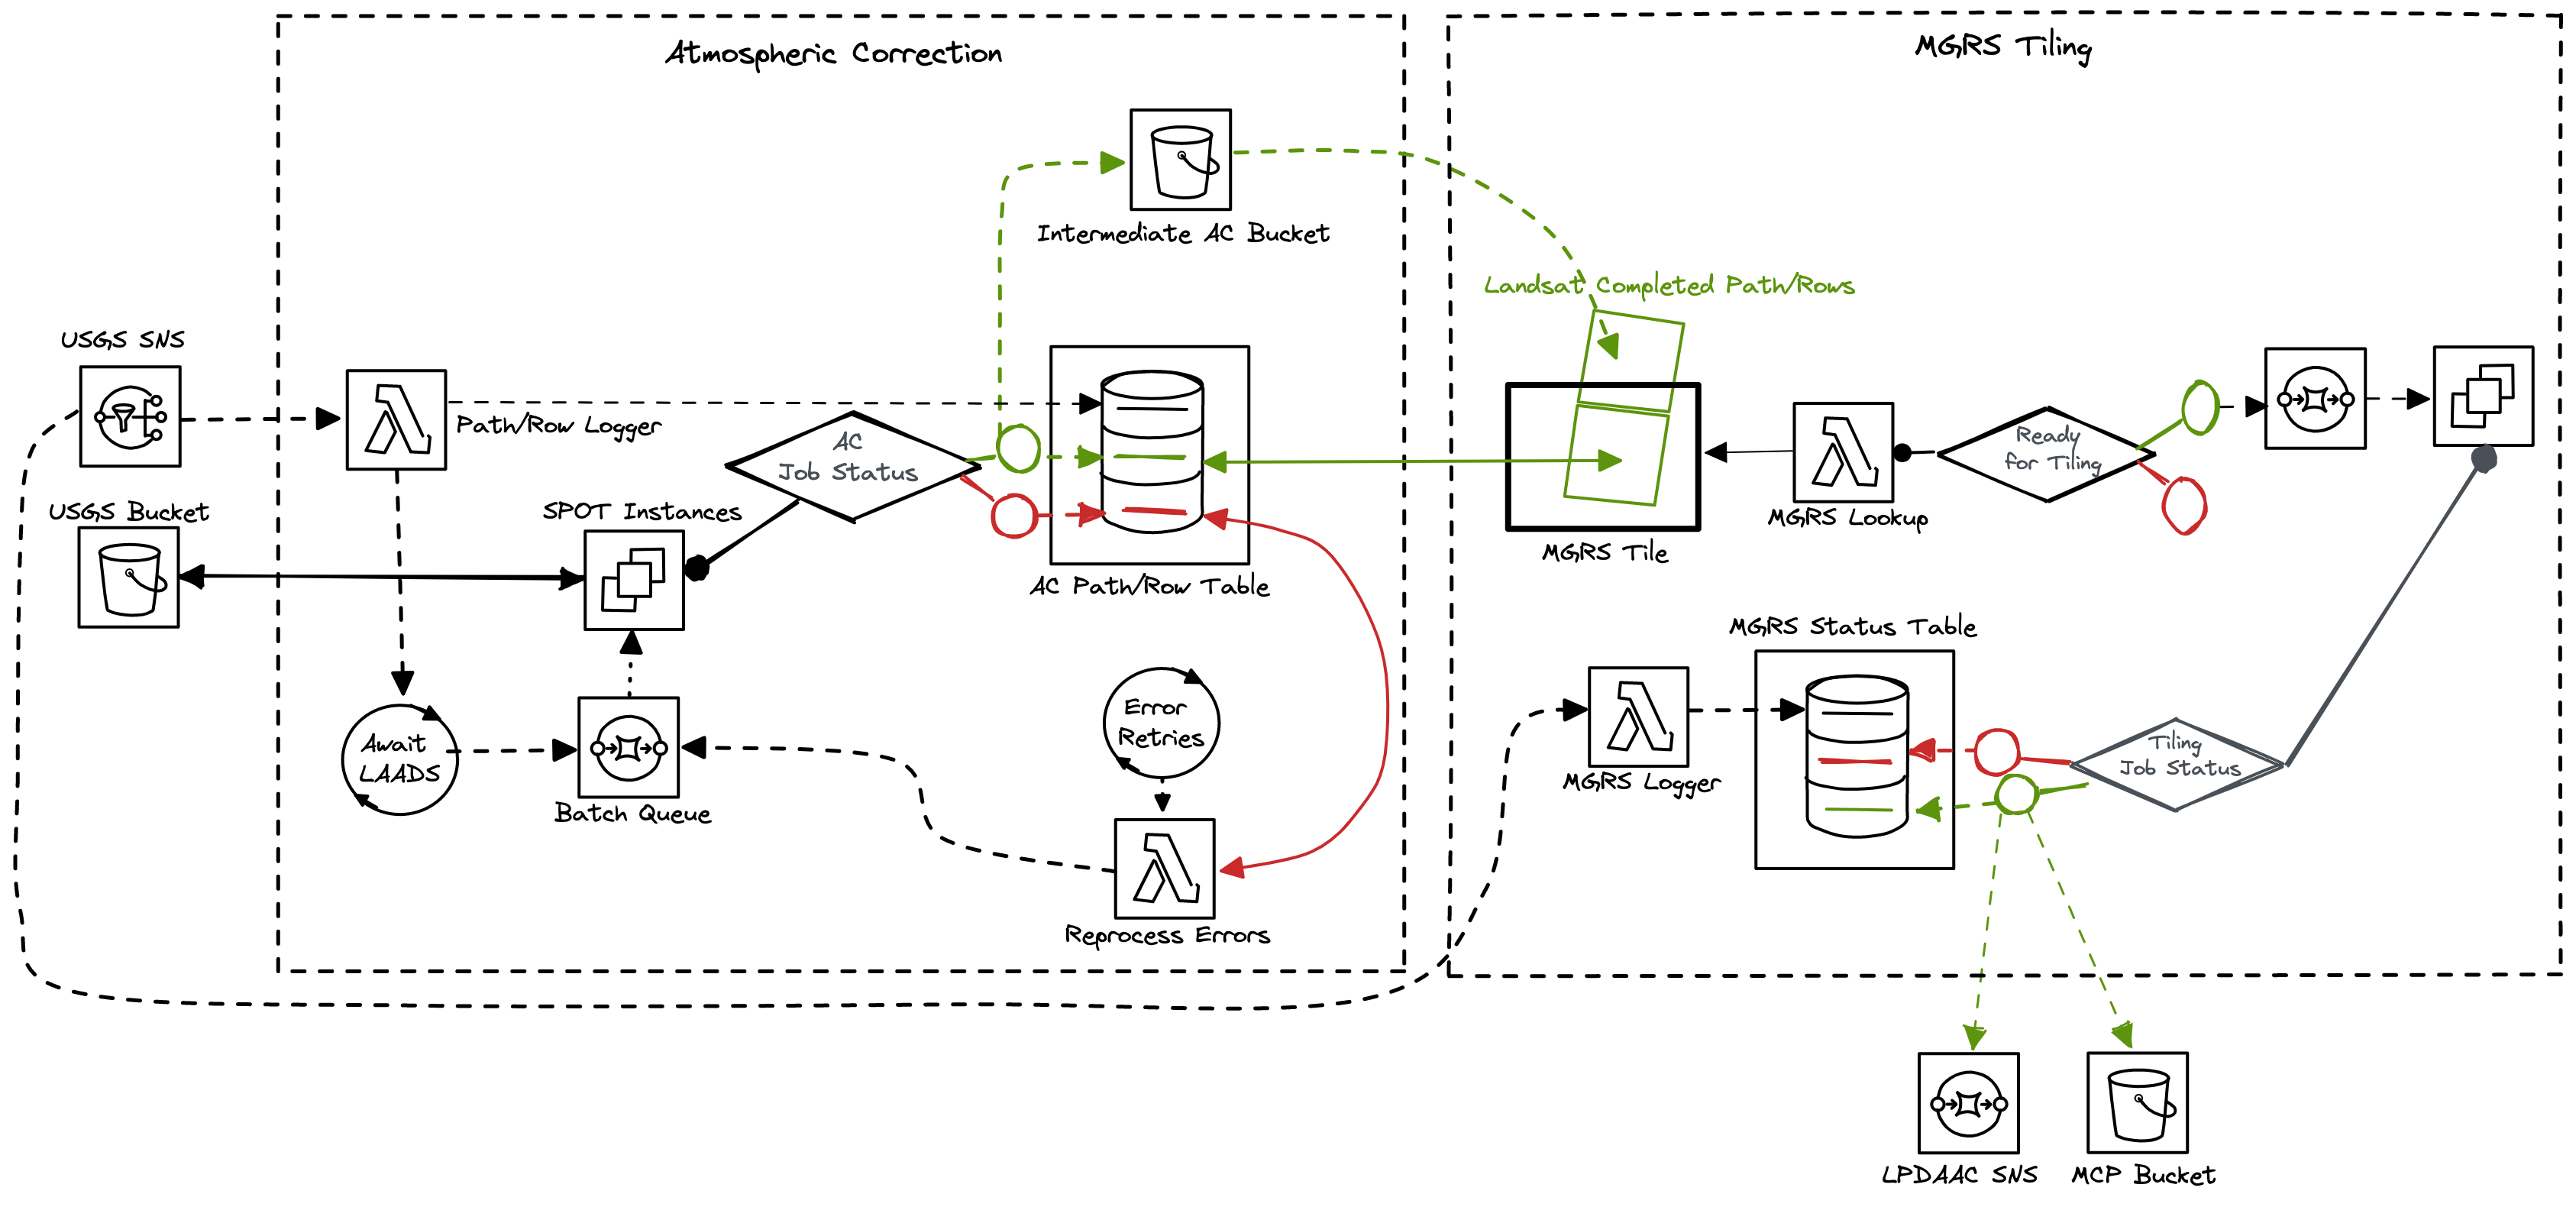 Atmospheric Correction
MGRS Tiling
Intermediate AC Bucket
Landsat Completed Path/Rows
USGS SNS
Path/Row Logger
AC
Job Status
Ready
for Tiling
USGS Bucket
SPOT Instances
MGRS Lookup
MGRS Tile
AC Path/Row Table
MGRS Status Table
Error
Retries
Await
LAADS
Tiling
Job Status
MGRS Logger
Batch Queue
Reprocess Errors
LPDAAC SNS
MCP Bucket